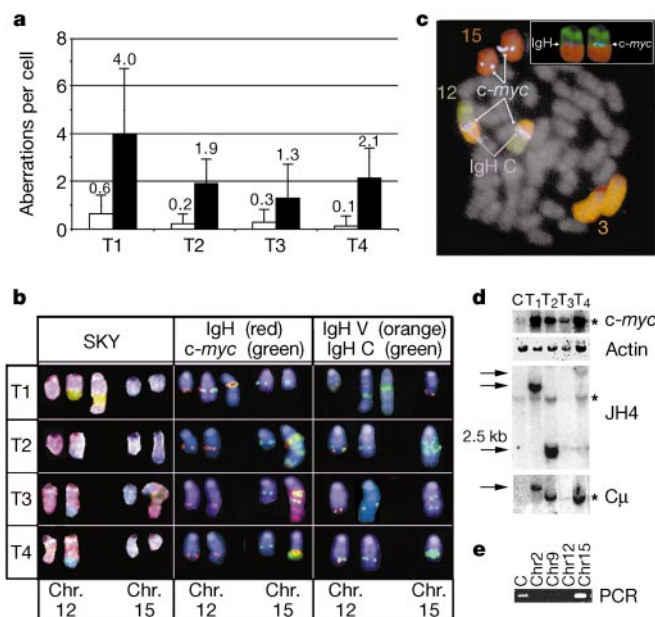 a
Aberrations per cell
8
6
4
2
0
4.0
0.6
1.9
0.2
1.3
0.3
2.1
0.1
T1 T2 T3 T4
b
SKY
IgH (red)
c-myc (green)
IgH V (orange)
IgH C (green)
T1
T2
T3
T4
Chr. 12
Chr. 15
Chr. 12
Chr. 15
Chr. 12
Chr. 15
c
15
IgH
c-myc
c-myc
12
IgH C
3
d
C T1 T2 T3 T4
* c-myc
Actin
* JH4
2.5 kb
* Cμ
e
C
Chr2
Chr9
Chr12
Chr15
PCR